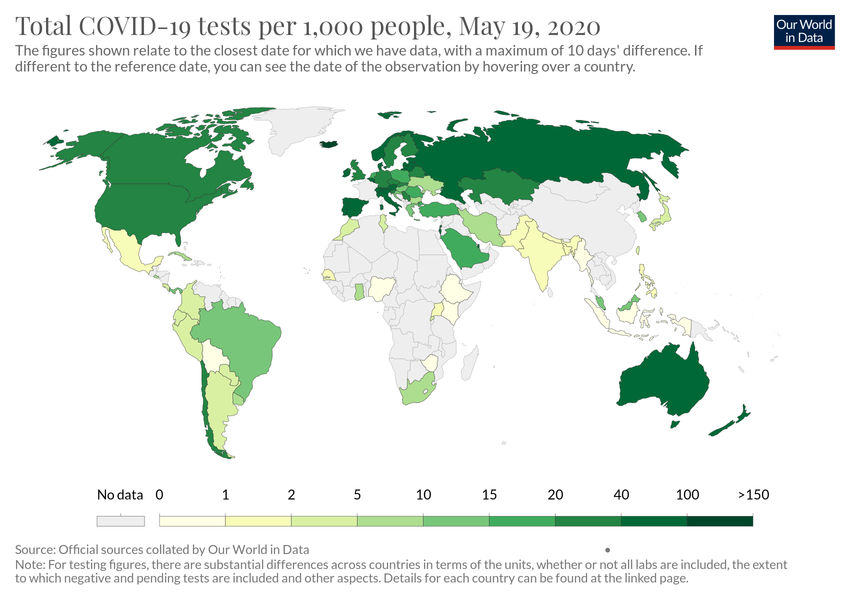 Total COVID-19 tests per 1,000 people, May 19, 2020
Our World
in Data
The figures shown relate to the closest date for which we have data, with a maximum of 10 days' difference. If
different to the reference date, you can see the date of the observation by hovering over a country.
No data 0 1 2 5 10 15 20 40 100 >150
Source: Official sources collated by Our World in Data
Note: For testing figures, there are substantial differences across countries in terms of the units, whether or not all labs are included, the extent
to which negative and pending tests are included and other aspects. Details for each country can be found at the linked page.